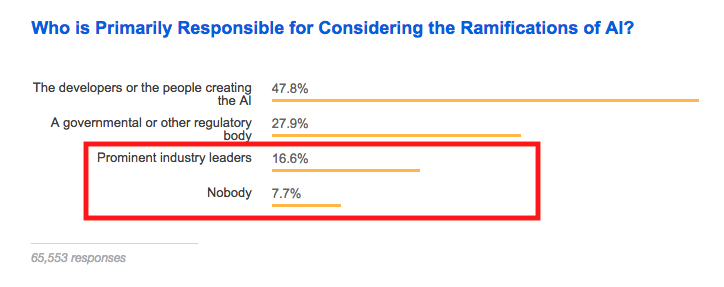 Who is Primarily Responsible for Considering the Ramifications of AI?
The developers or the people creating 47.8%
the AI
A governmental or other regulatory 27.9%
body
Prominent industry leaders 16.6%
Nobody 7.7%
65,553 responses